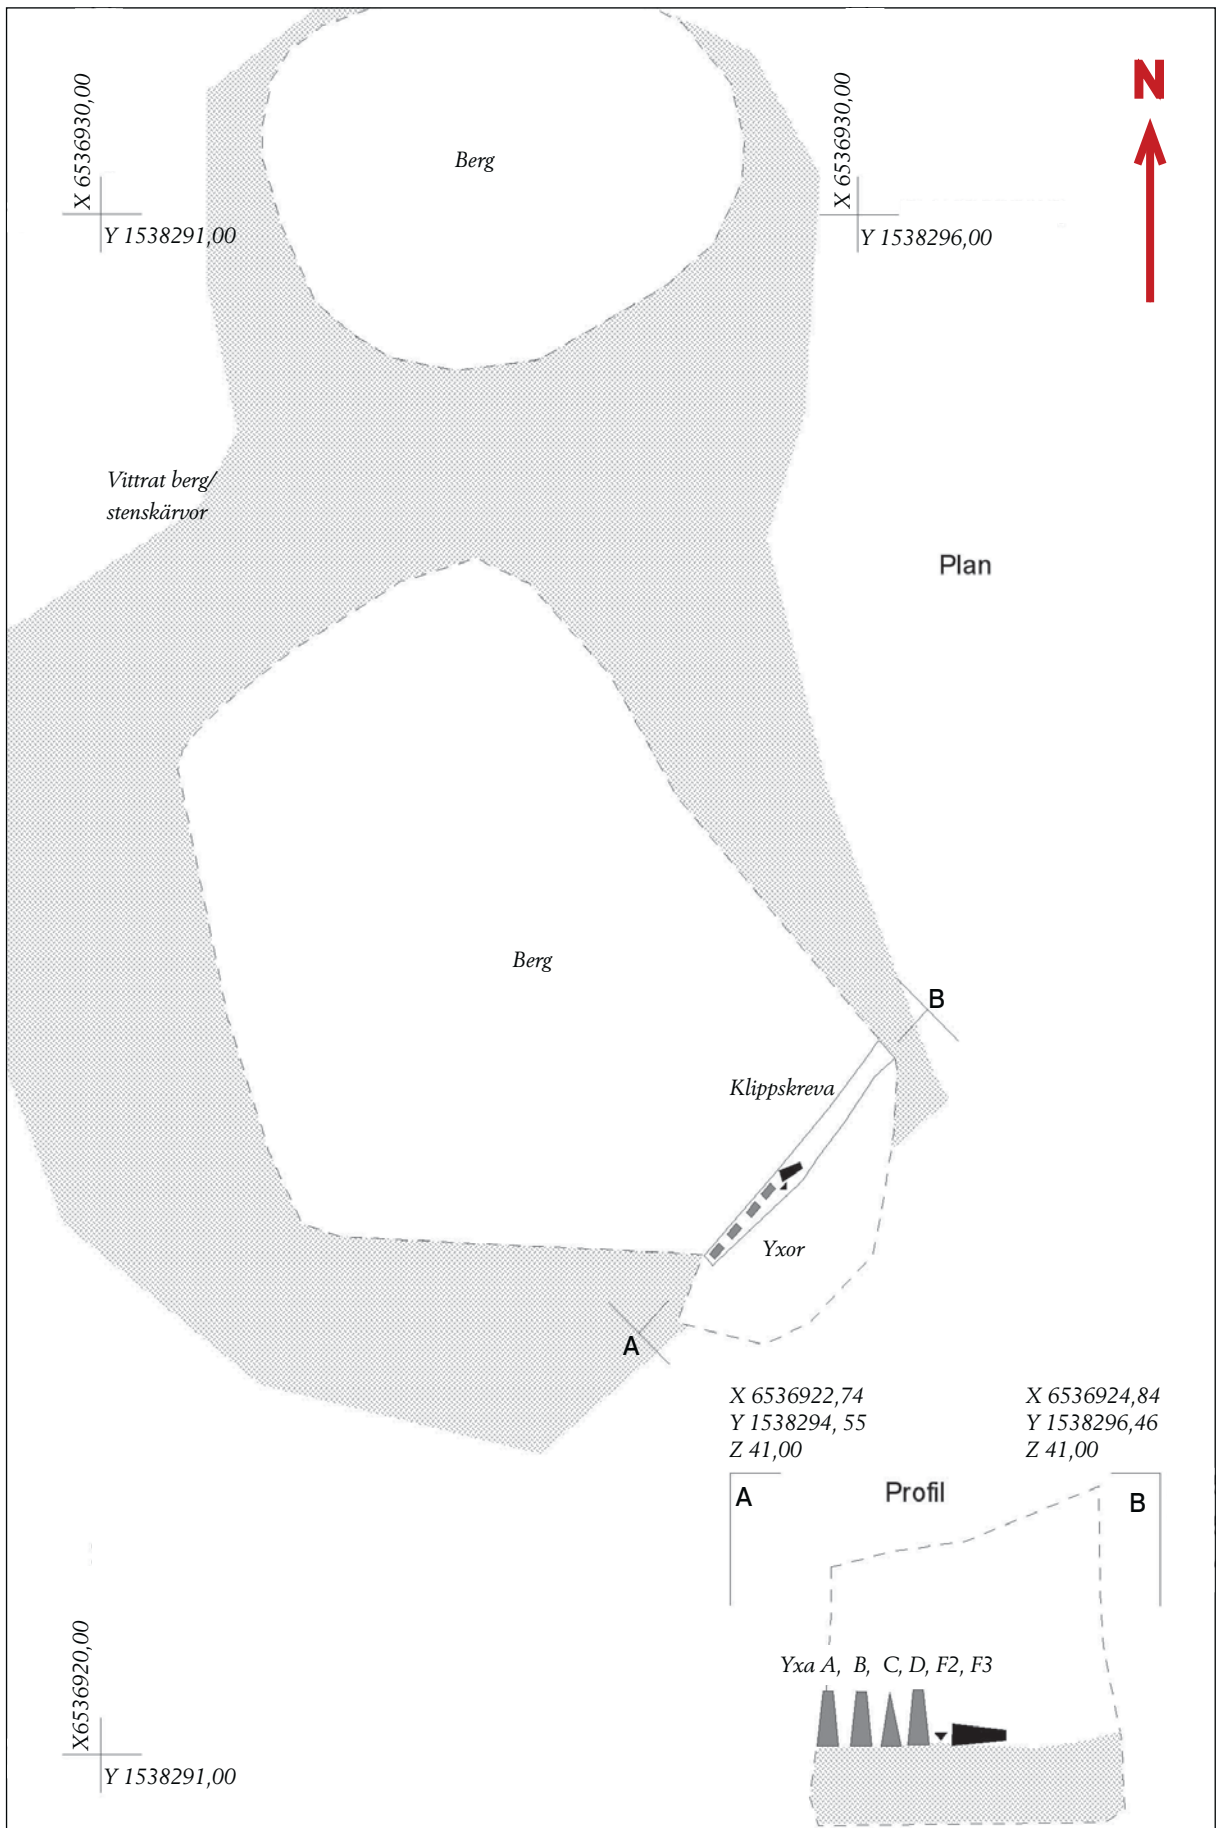 X 6536930,00
Y 1538291,00
Berg
X 6536930,00
Y 1538296,00
N
Vittrat berg/
stenskärvor
Plan
Berg
B
Klippskreva
Yxor
A
X 6536922,74
Y 1538294, 55
Z 41,00
X 6536924,84
Y 1538296,46
Z 41,00
A
Profil
B
Yxa A, B, C, D, F2, F3
X6536920,00
Y 1538291,00